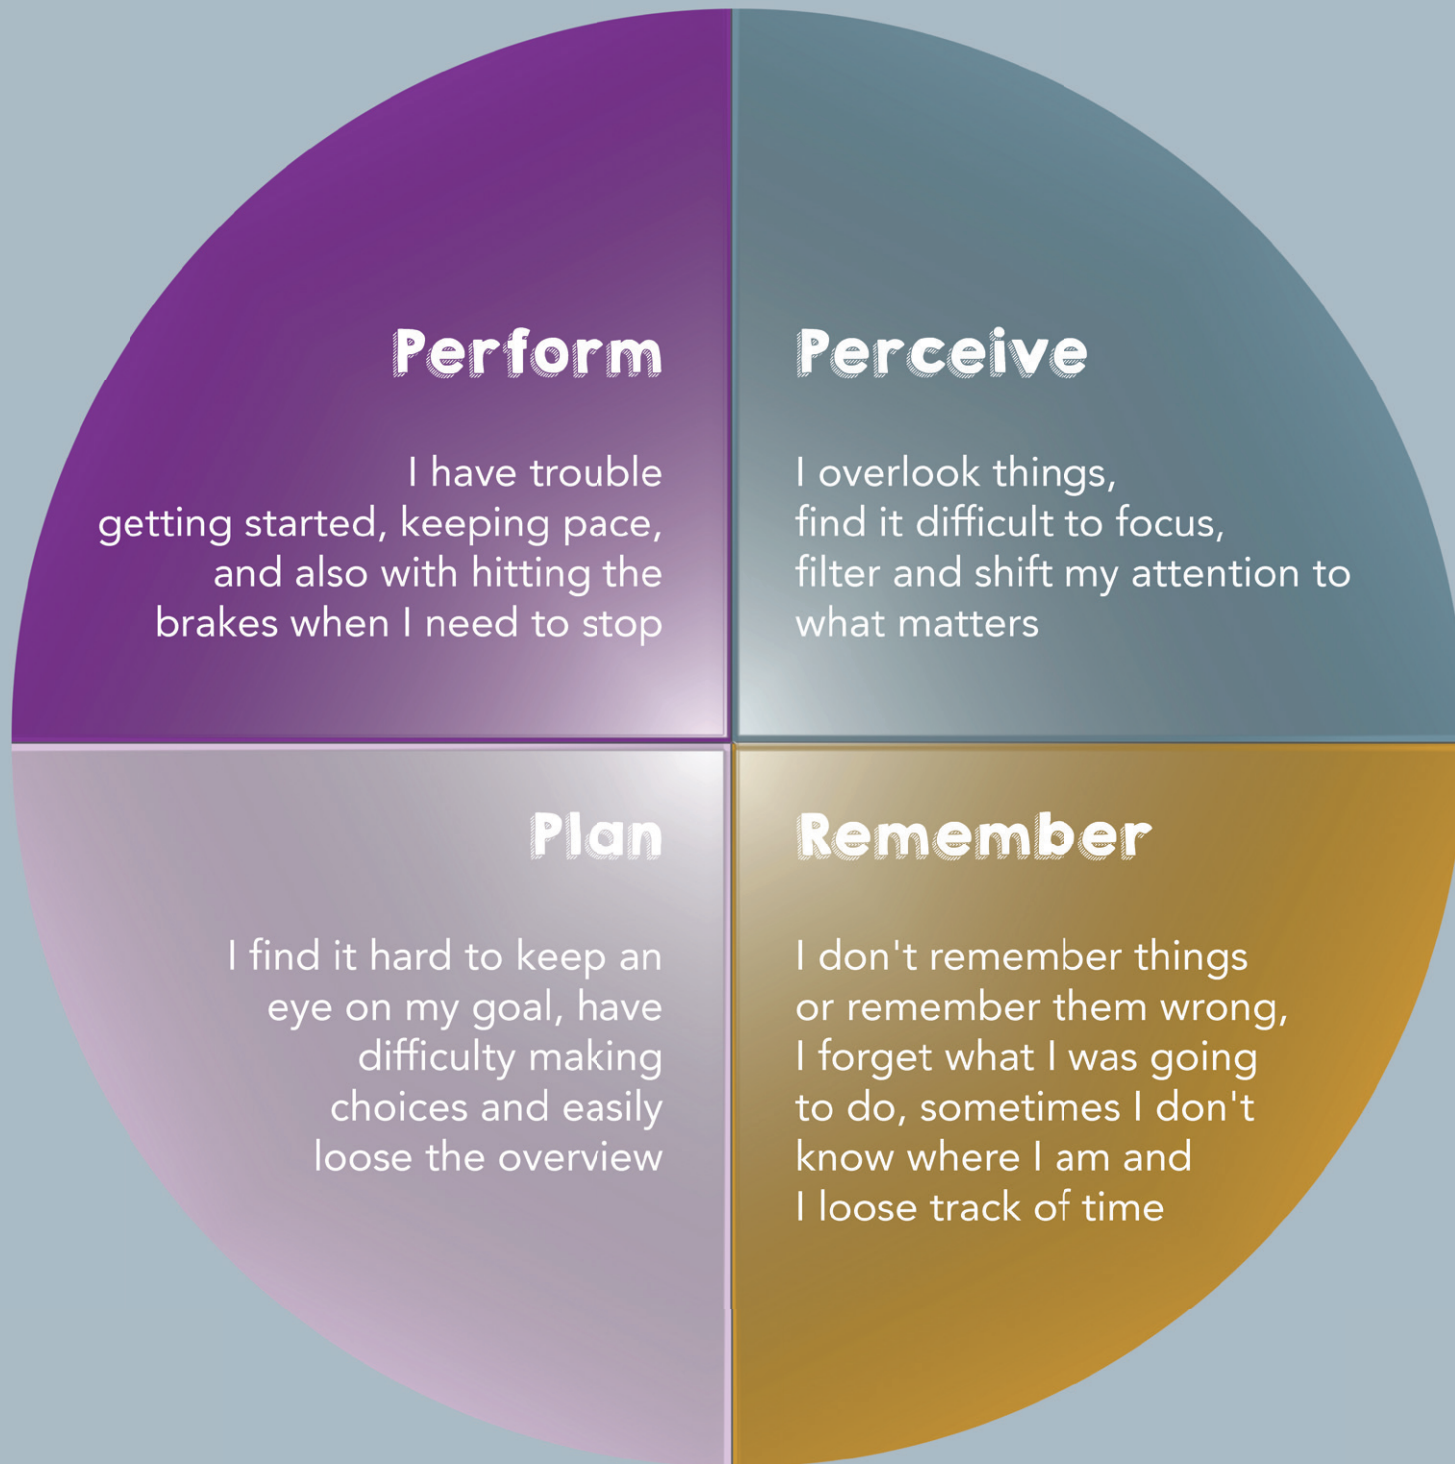 Perform
I have trouble
getting started, keeping pace,
and also with hitting the
brakes when I need to stop
Perceive
I overlook things,
find it difficult to focus,
filter and shift my attention to
what matters
Plan
I find it hard to keep an
eye on my goal, have
difficulty making
choices and easily
loose the overview
Remember
I don't remember things
or remember them wrong,
I forget what I was going
to do, sometimes I don't
know where I am and
I loose track of time